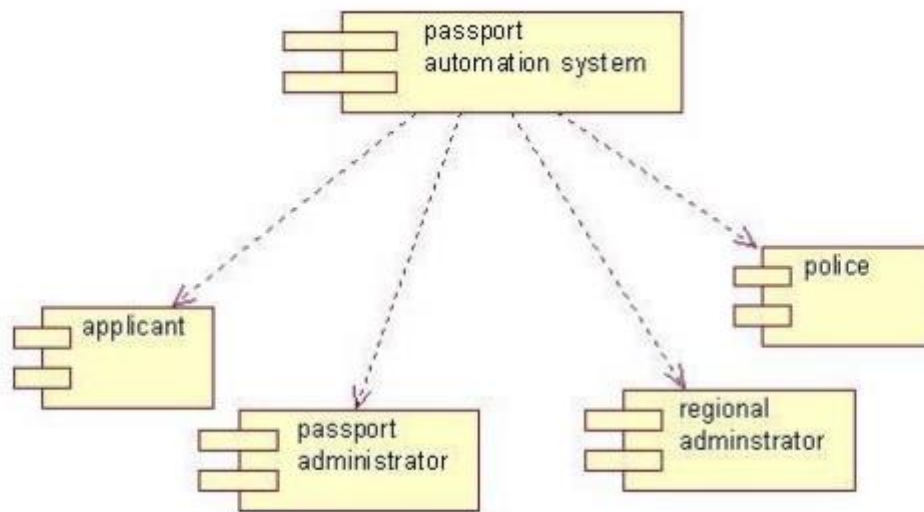 passport
automation system
police
applicant
passport
administrator
regional
adminstrator